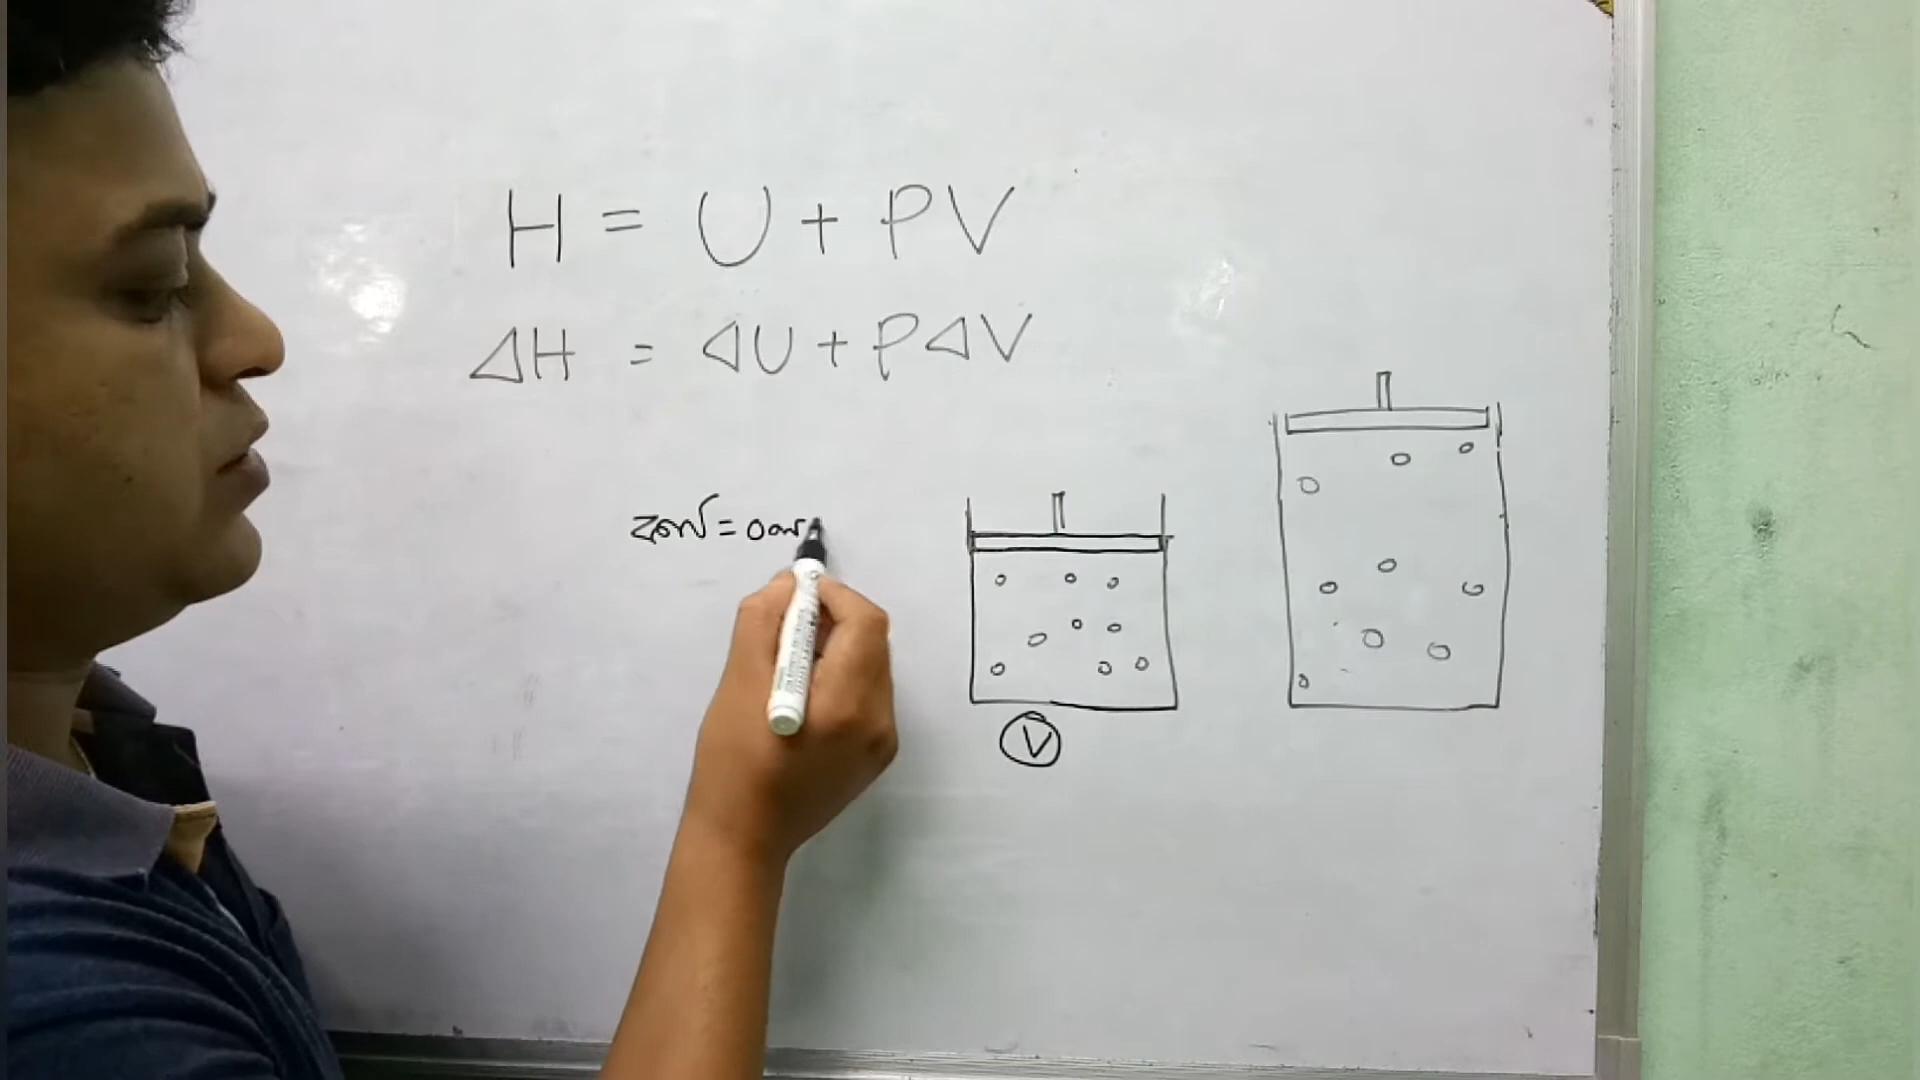 H = U + PV
ΔH = ΔU + PΔV
কার্য =
V